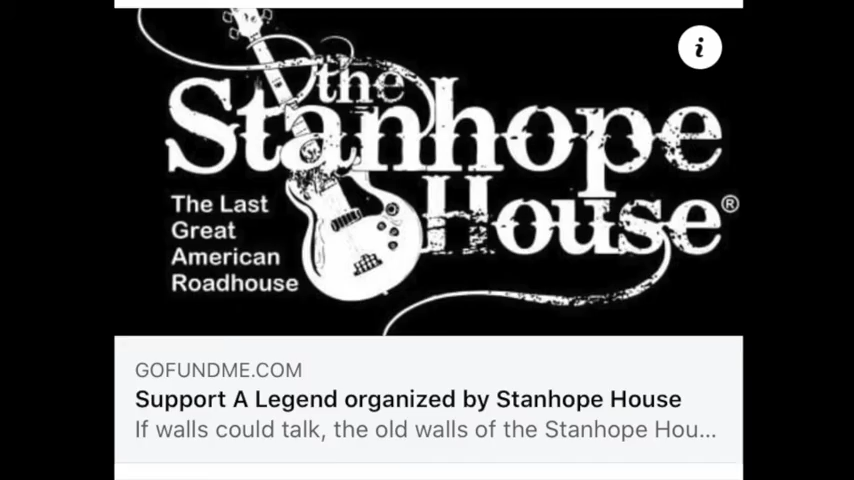 the
Stanhope
House®
The Last
Great
American
Roadhouse
i
GOFUNDME.COM
Support A Legend organized by Stanhope House
If walls could talk, the old walls of the Stanhope Hou...